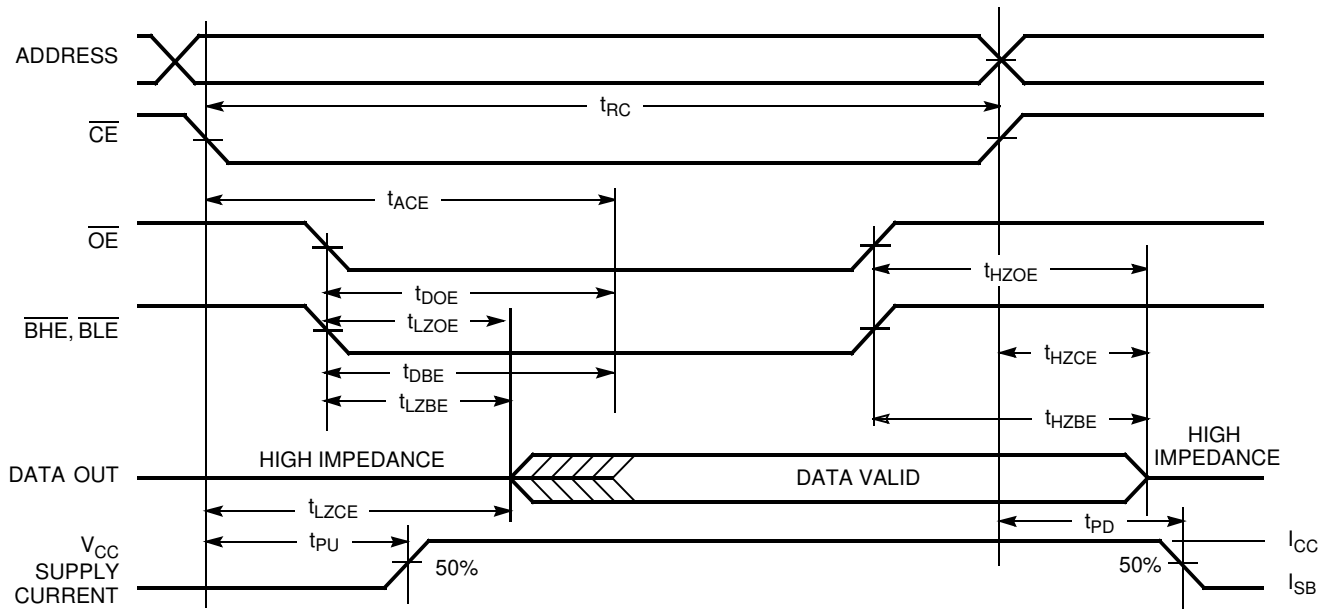 ADDRESS
tRC
CE
tACE
OE
tHZOE
tDOE
BHE, BLE
tLZOE
tHZCE
tDBE
tLZBE
tHZBE
HIGH
IMPEDANCE
HIGH IMPEDANCE
DATA OUT
DATA VALID
tLZCE
tPD
VCC
SUPPLY
CURRENT
tPU
50%
50%
ICC
ISB